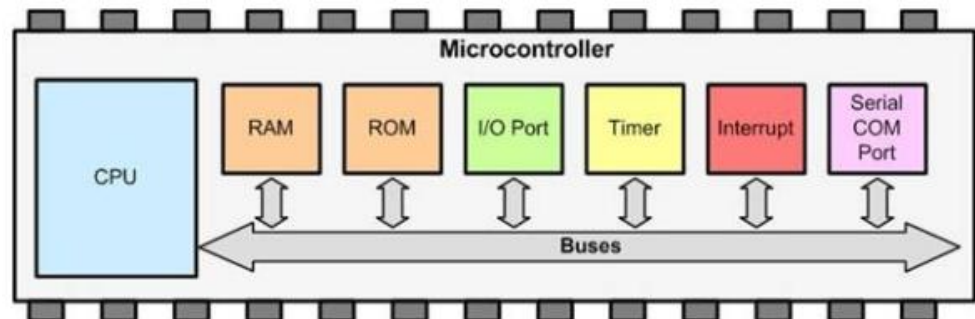 Microcontroller
CPU
RAM
ROM
I/O Port
Timer
Interrupt
Serial
COM
Port
Buses